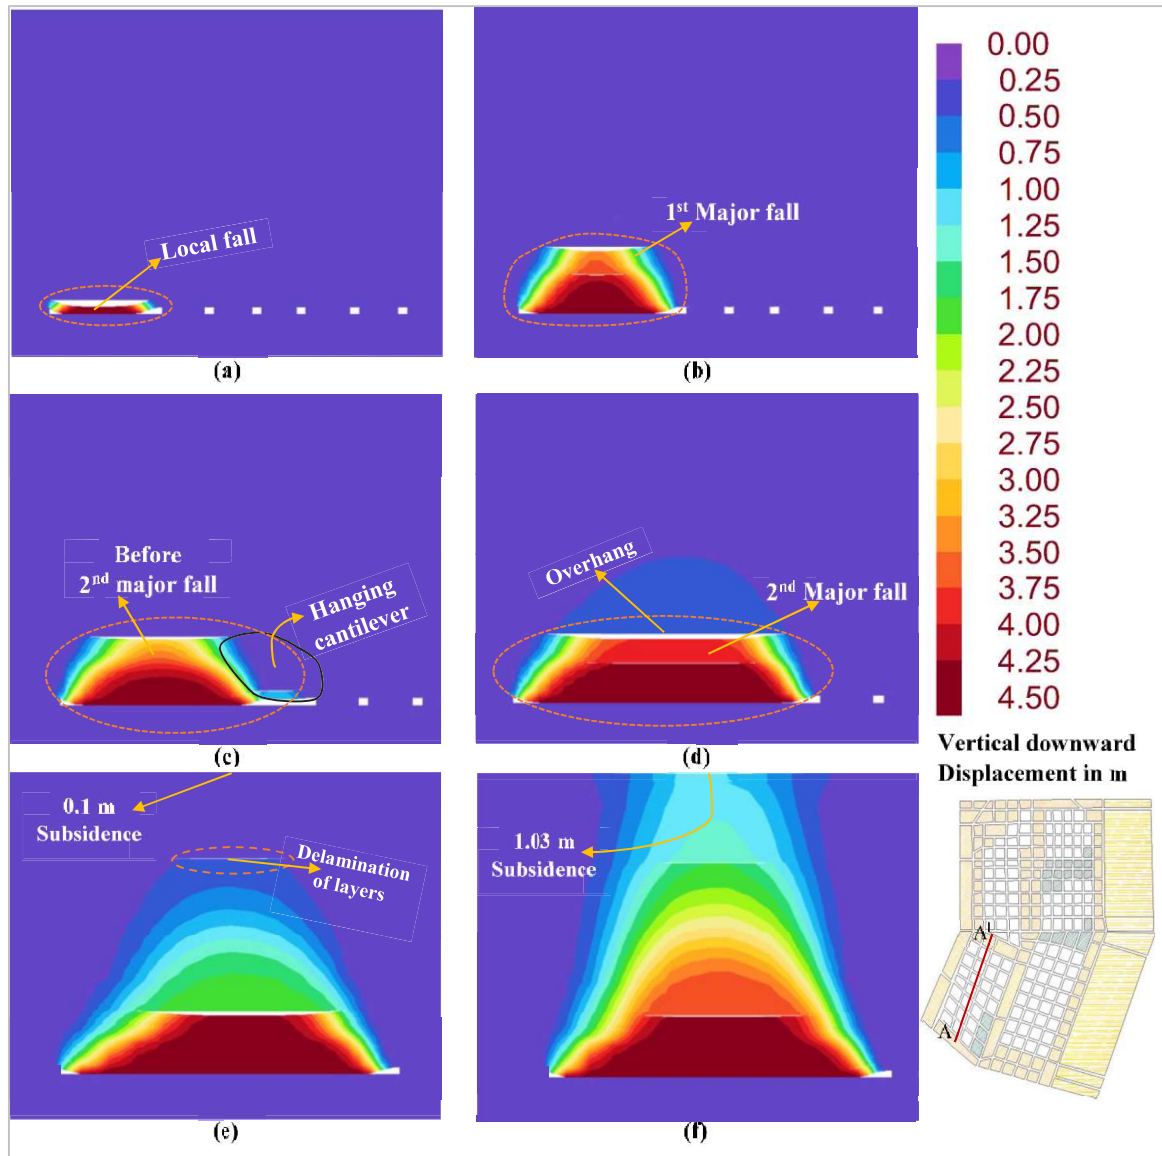 Local fall
(a)
1st Major fall
(b)
Before
2nd major fall
Hanging
cantilever
(c)
Overhang
2nd Major fall
(d)
0.1 m
Subsidence
Delamination
of layers
(e)
1.03 m
Subsidence
(f)
0.00
0.25
0.50
0.75
1.00
1.25
1.50
1.75
2.00
2.25
2.50
2.75
3.00
3.25
3.50
3.75
4.00
4.25
4.50
Vertical downward
Displacement in m
A'
A